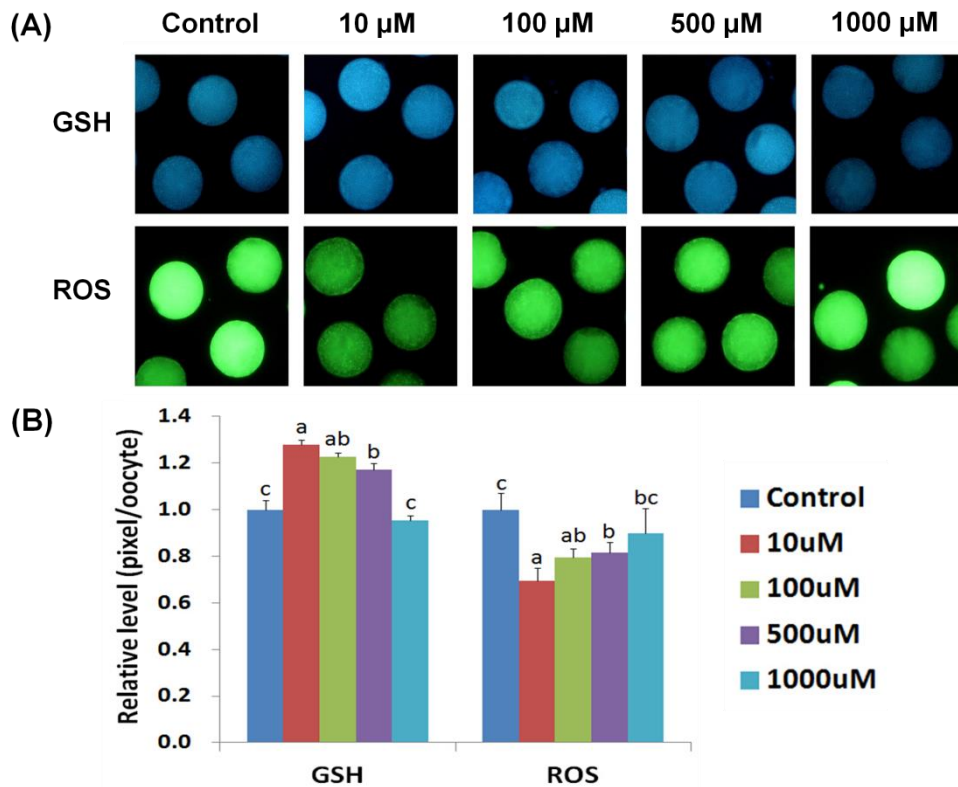 (A)
Control 10 µM 100 µM 500 µM 1000 µM
GSH
ROS
(B)
Relative level (pixel/oocyte)
1.4
1.2
1.0
0.8
0.6
0.4
0.2
0.0
c a ab b c
c a ab b bc
GSH ROS
Control
10uM
100uM
500uM
1000uM